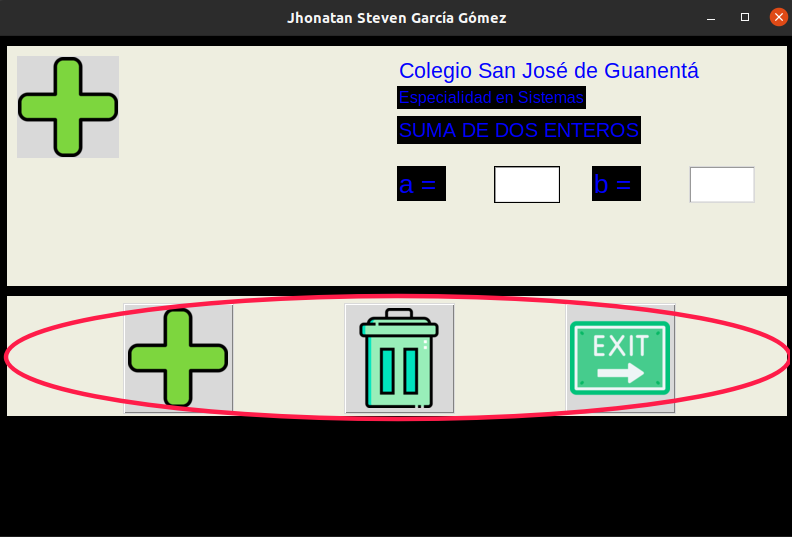 Jhonatan Steven García Gómez
Colegio San José de Guanentá
Especialidad en Sistemas
SUMA DE DOS ENTEROS
a = b =
EXIT